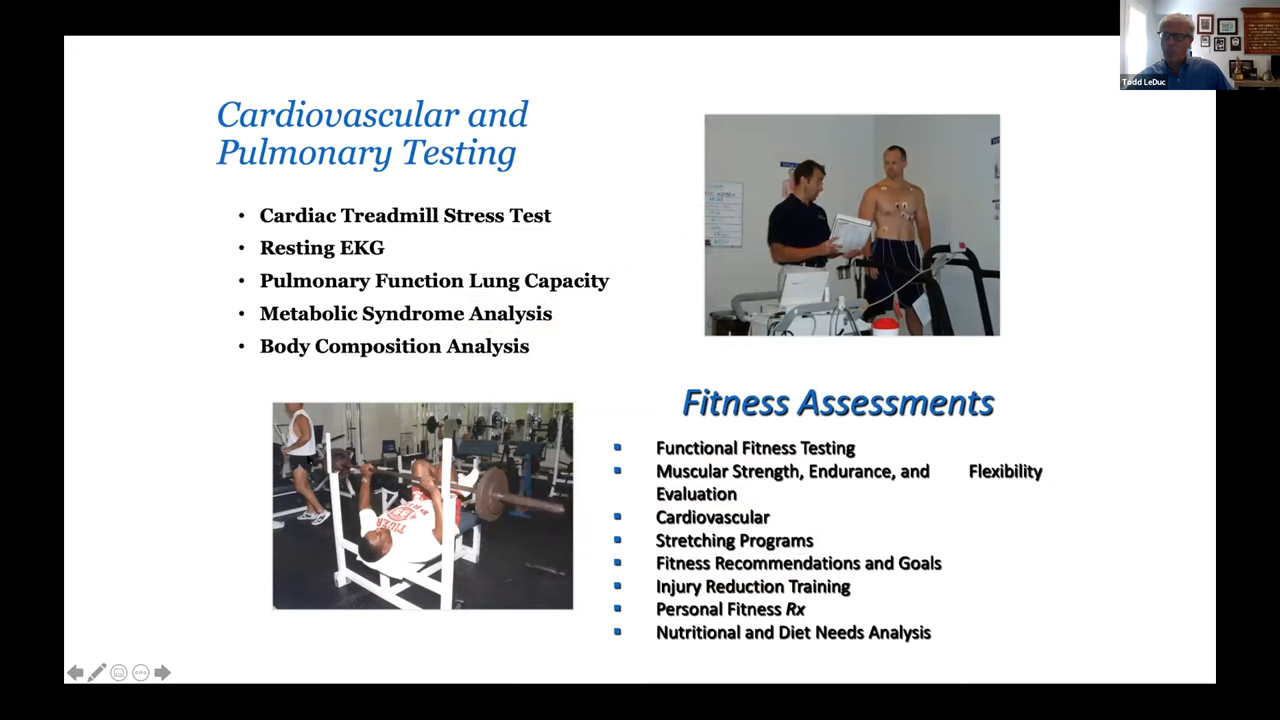 Todd LeDuc
Cardiovascular and
Pulmonary Testing
• Cardiac Treadmill Stress Test
• Resting EKG
• Pulmonary Function Lung Capacity
• Metabolic Syndrome Analysis
• Body Composition Analysis
Fitness Assessments
Functional Fitness Testing
Muscular Strength, Endurance, and Flexibility
Evaluation
Cardiovascular
Stretching Programs
Fitness Recommendations and Goals
Injury Reduction Training
Personal Fitness Rx
Nutritional and Diet Needs Analysis